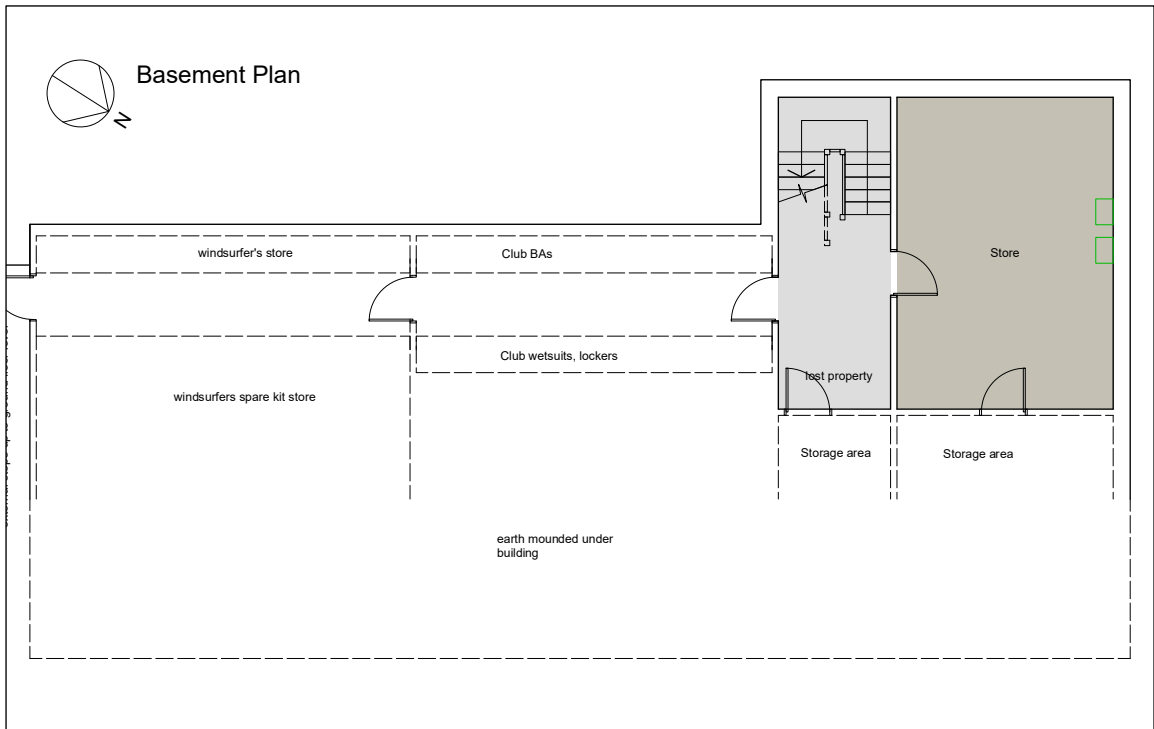 Basement Plan
N
windsurfer's store
Club BAs
Store
Club wetsuits, lockers
lost property
windsurfers spare kit store
Storage area
Storage area
earth mounded under
building